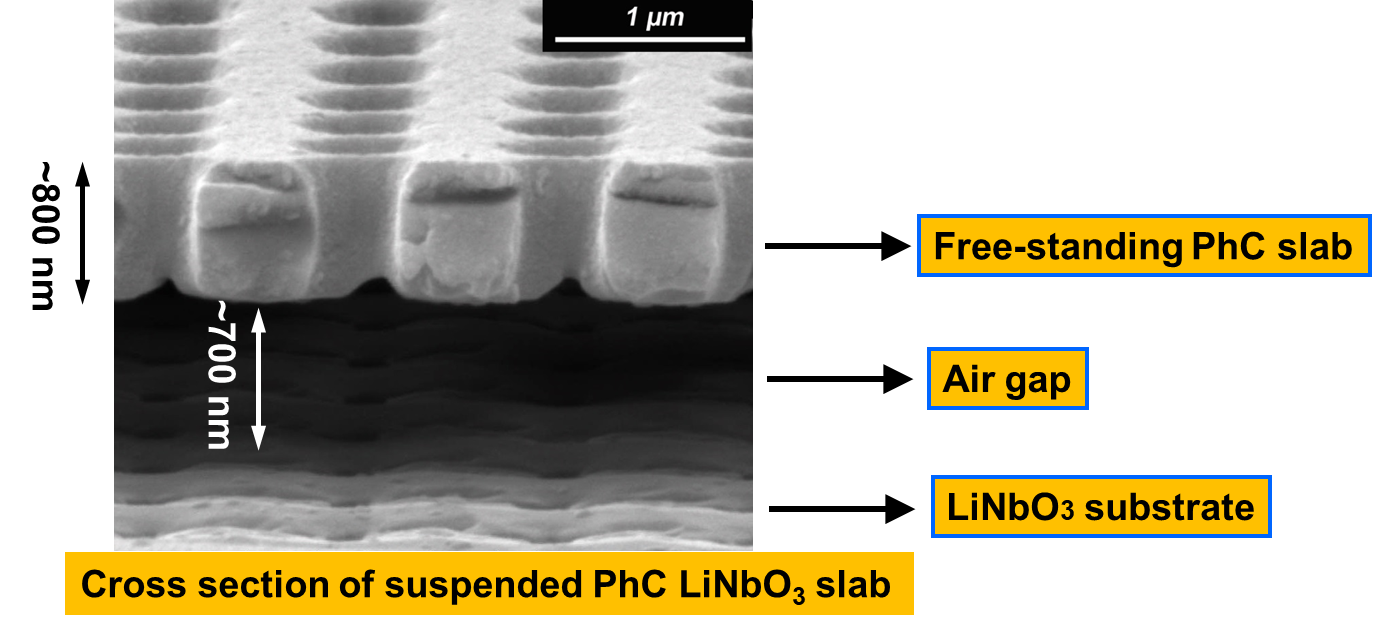 1 µm
~800 nm
Free-standing PhC slab
~700 nm
Air gap
LiNbO3 substrate
Cross section of suspended PhC LiNbO3 slab